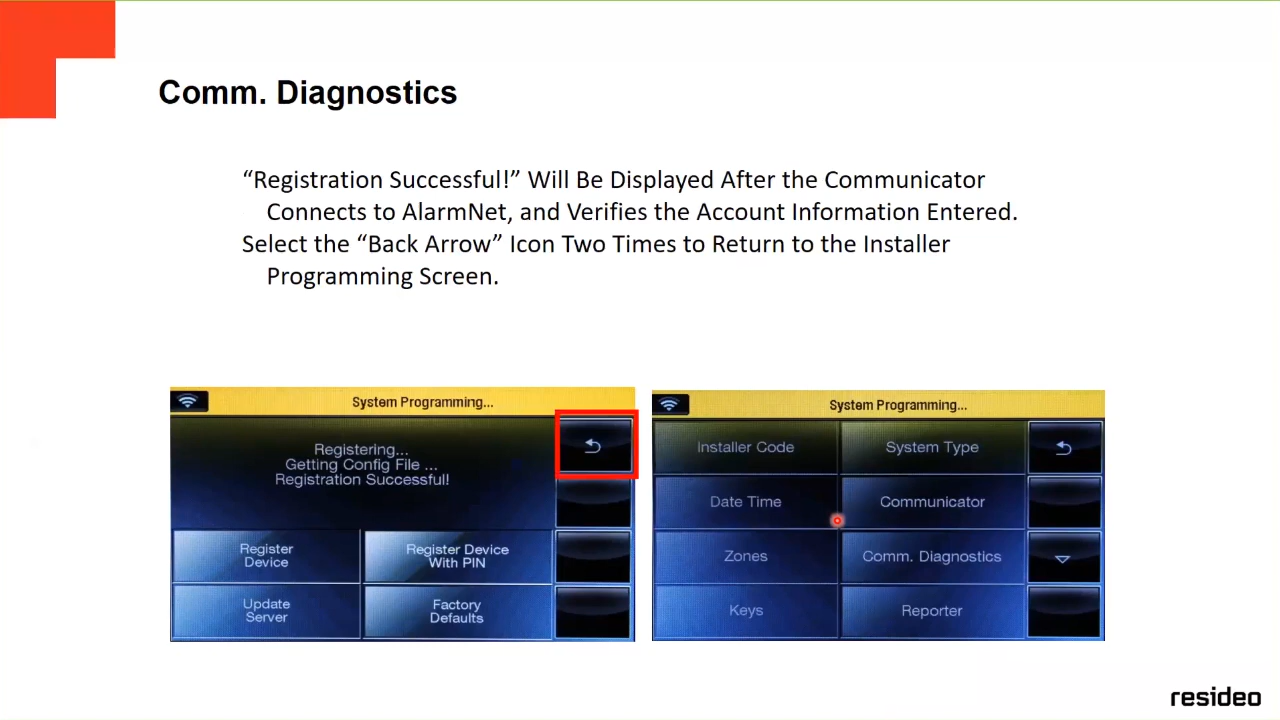 Comm. Diagnostics
“Registration Successful!” Will Be Displayed After the Communicator
Connects to AlarmNet, and Verifies the Account Information Entered.
Select the “Back Arrow” Icon Two Times to Return to the Installer
Programming Screen.
System Programming...
Registering...
Getting Config File ...
Registration Successful!
Register
Device
Register Device
With PIN
Update
Server
Factory
Defaults
System Programming...
Installer Code
System Type
Date Time
Communicator
Zones
Comm. Diagnostics
Keys
Reporter
resideo